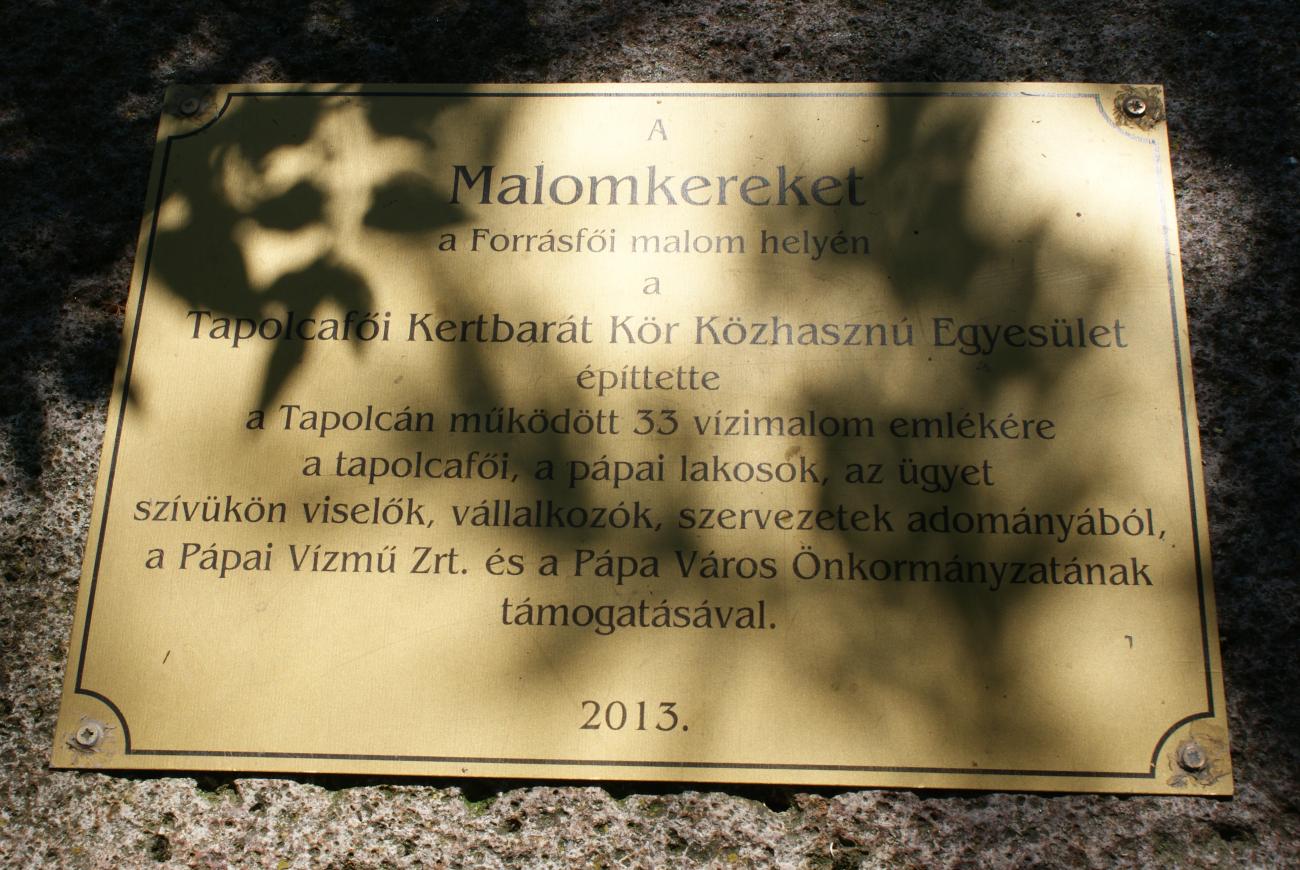 A
Malomkereket
a Forrásfői malom helyén
a
Tapolcafői Kertbarát Kör Közhasznú Egyesület
építtette
a Tapolcán működött 33 vízimalom emlékére
a tapolcafői, a pápai lakosok, az ügyet
szívükön viselők, vállalkozók, szervezetek adományából,
a Pápai Vízmű Zrt. és a Pápa Város Önkormányzatának
támogatásával.
2013.